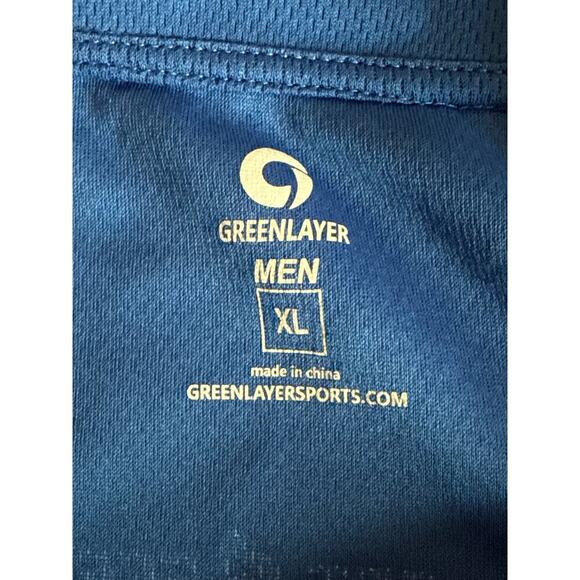 GREENLAYER
MEN
XL
made in china
GREENLAYERSPORTS.COM